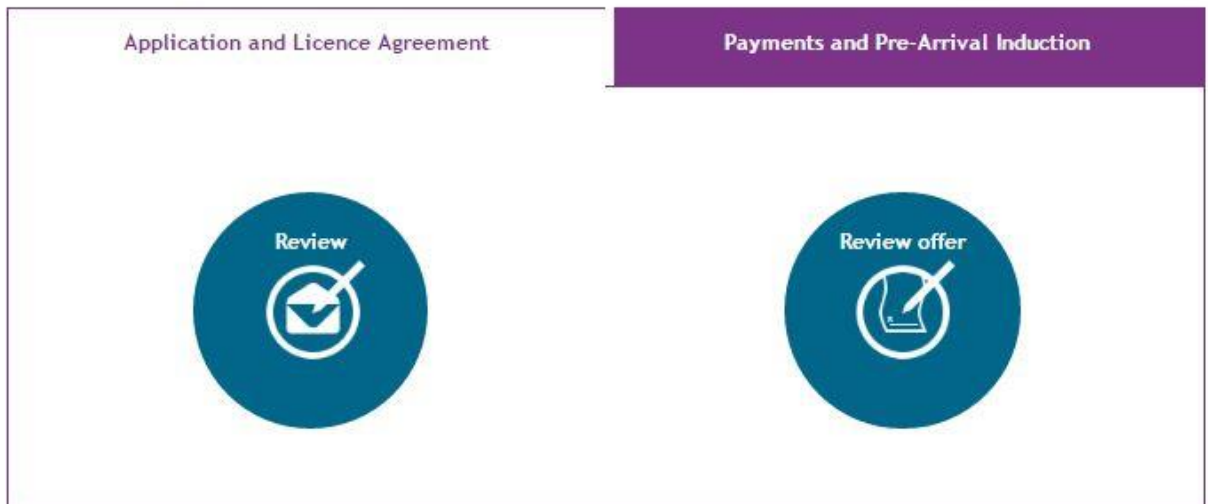 Application and Licence Agreement
Payments and Pre-Arrival Induction
Review
Review offer